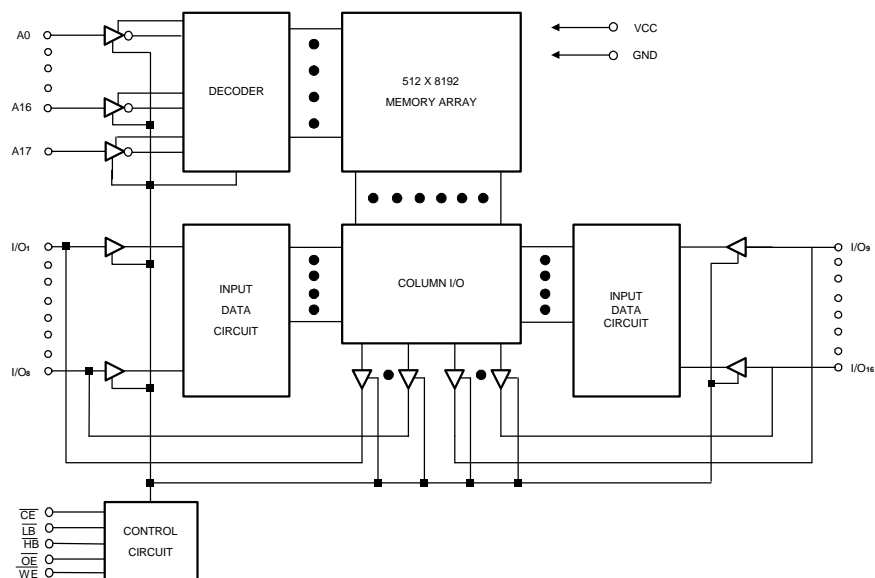 A0
VCC
GND
512 X 8192
MEMORY ARRAY
DECODER
A16
A17
I/O1
I/O9
COLUMN I/O
INPUT
DATA
CIRCUIT
INPUT
DATA
CIRCUIT
I/O8
I/O16
CE
LB
HB
OE
WE
CONTROL
CIRCUIT